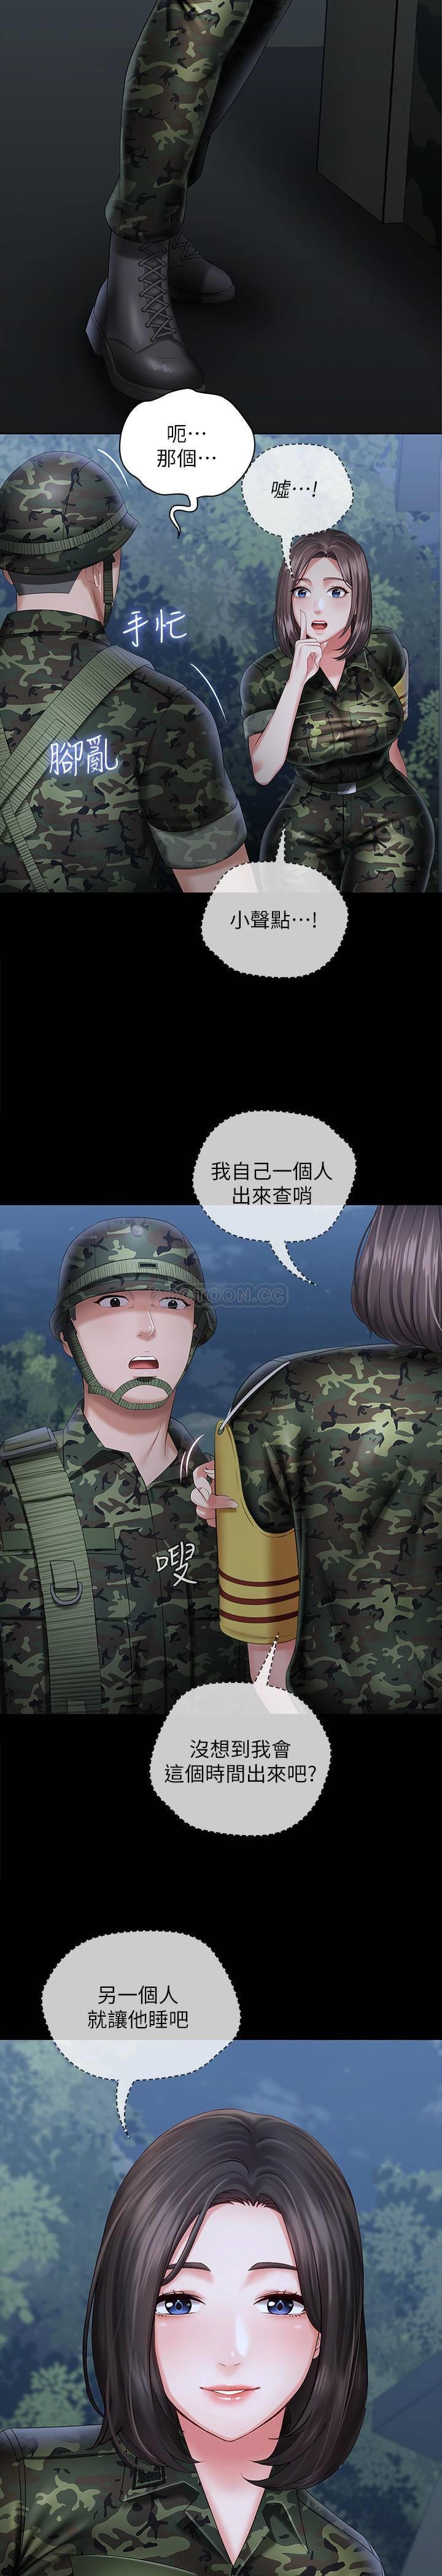 呃⋯
那個⋯
噓⋯!
手忙
腳亂
小聲點⋯!
我自己一個人
出來查哨
TOON.CC
嗖
沒想到我會
這個時間出來吧?
另一個人
就讓他睡吧